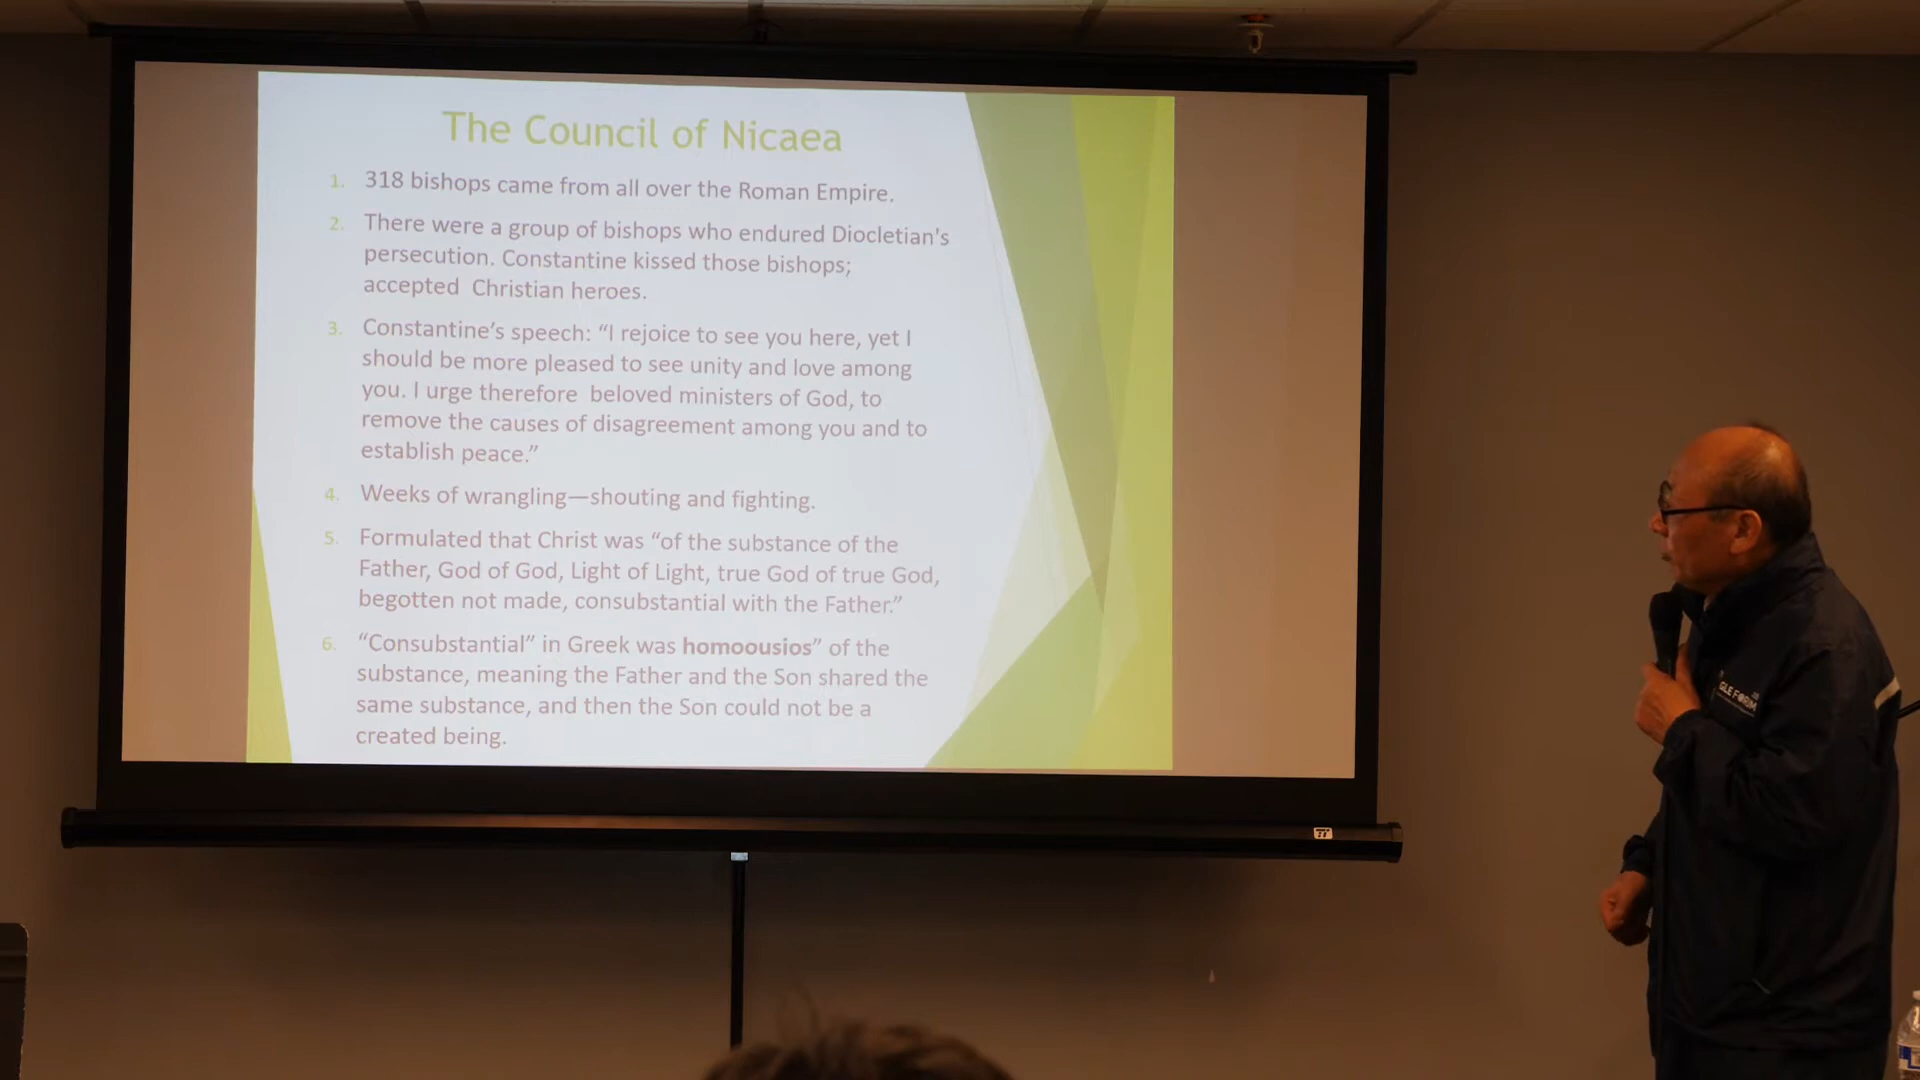 The Council of Nicaea
1. 318 bishops came from all over the Roman Empire.
2. There were a group of bishops who endured Diocletian's
persecution. Constantine kissed those bishops;
accepted Christian heroes.
3. Constantine's speech: “I rejoice to see you here, yet I
should be more pleased to see unity and love among
you. I urge therefore beloved ministers of God, to
remove the causes of disagreement among you and to
establish peace.”
4. Weeks of wrangling—shouting and fighting.
5. Formulated that Christ was “of the substance of the
Father, God of God, Light of Light, true God of true God,
begotten not made, consubstantial with the Father.”
6. “Consubstantial” in Greek was homoousios” of the
substance, meaning the Father and the Son shared the
same substance, and then the Son could not be a
created being.
GLE FORM